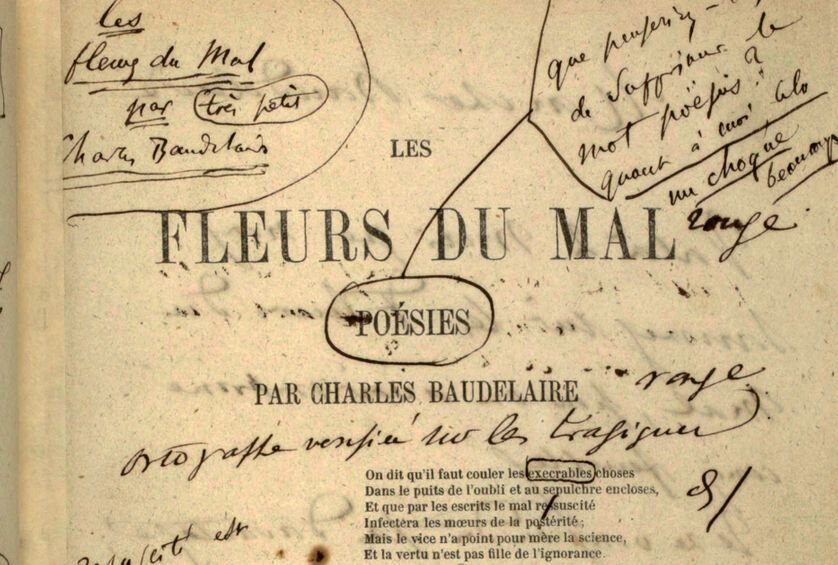 les
fleurs du Mal
par très petit
Charles Baudelaire
que penseriez-
de supprimer le
mot poësies?
quant à moi, cela
me choque
beaucoup
LES
FLEURS DU MAL
rouge
POÉSIES
PAR CHARLES BAUDELAIRE
rouge
ortographe verifiée sur les tragiques
On dit qu'il faut couler les execrables choses
Dans le puits de l'oubli et au sepulchre encloses,
Et que par les escrits le mal ressuscité
Infectera les mœurs de la postérité;
Mais le vice n'a point pour mère la science,
Et la vertu n'est pas fille de l'ignorance.
est